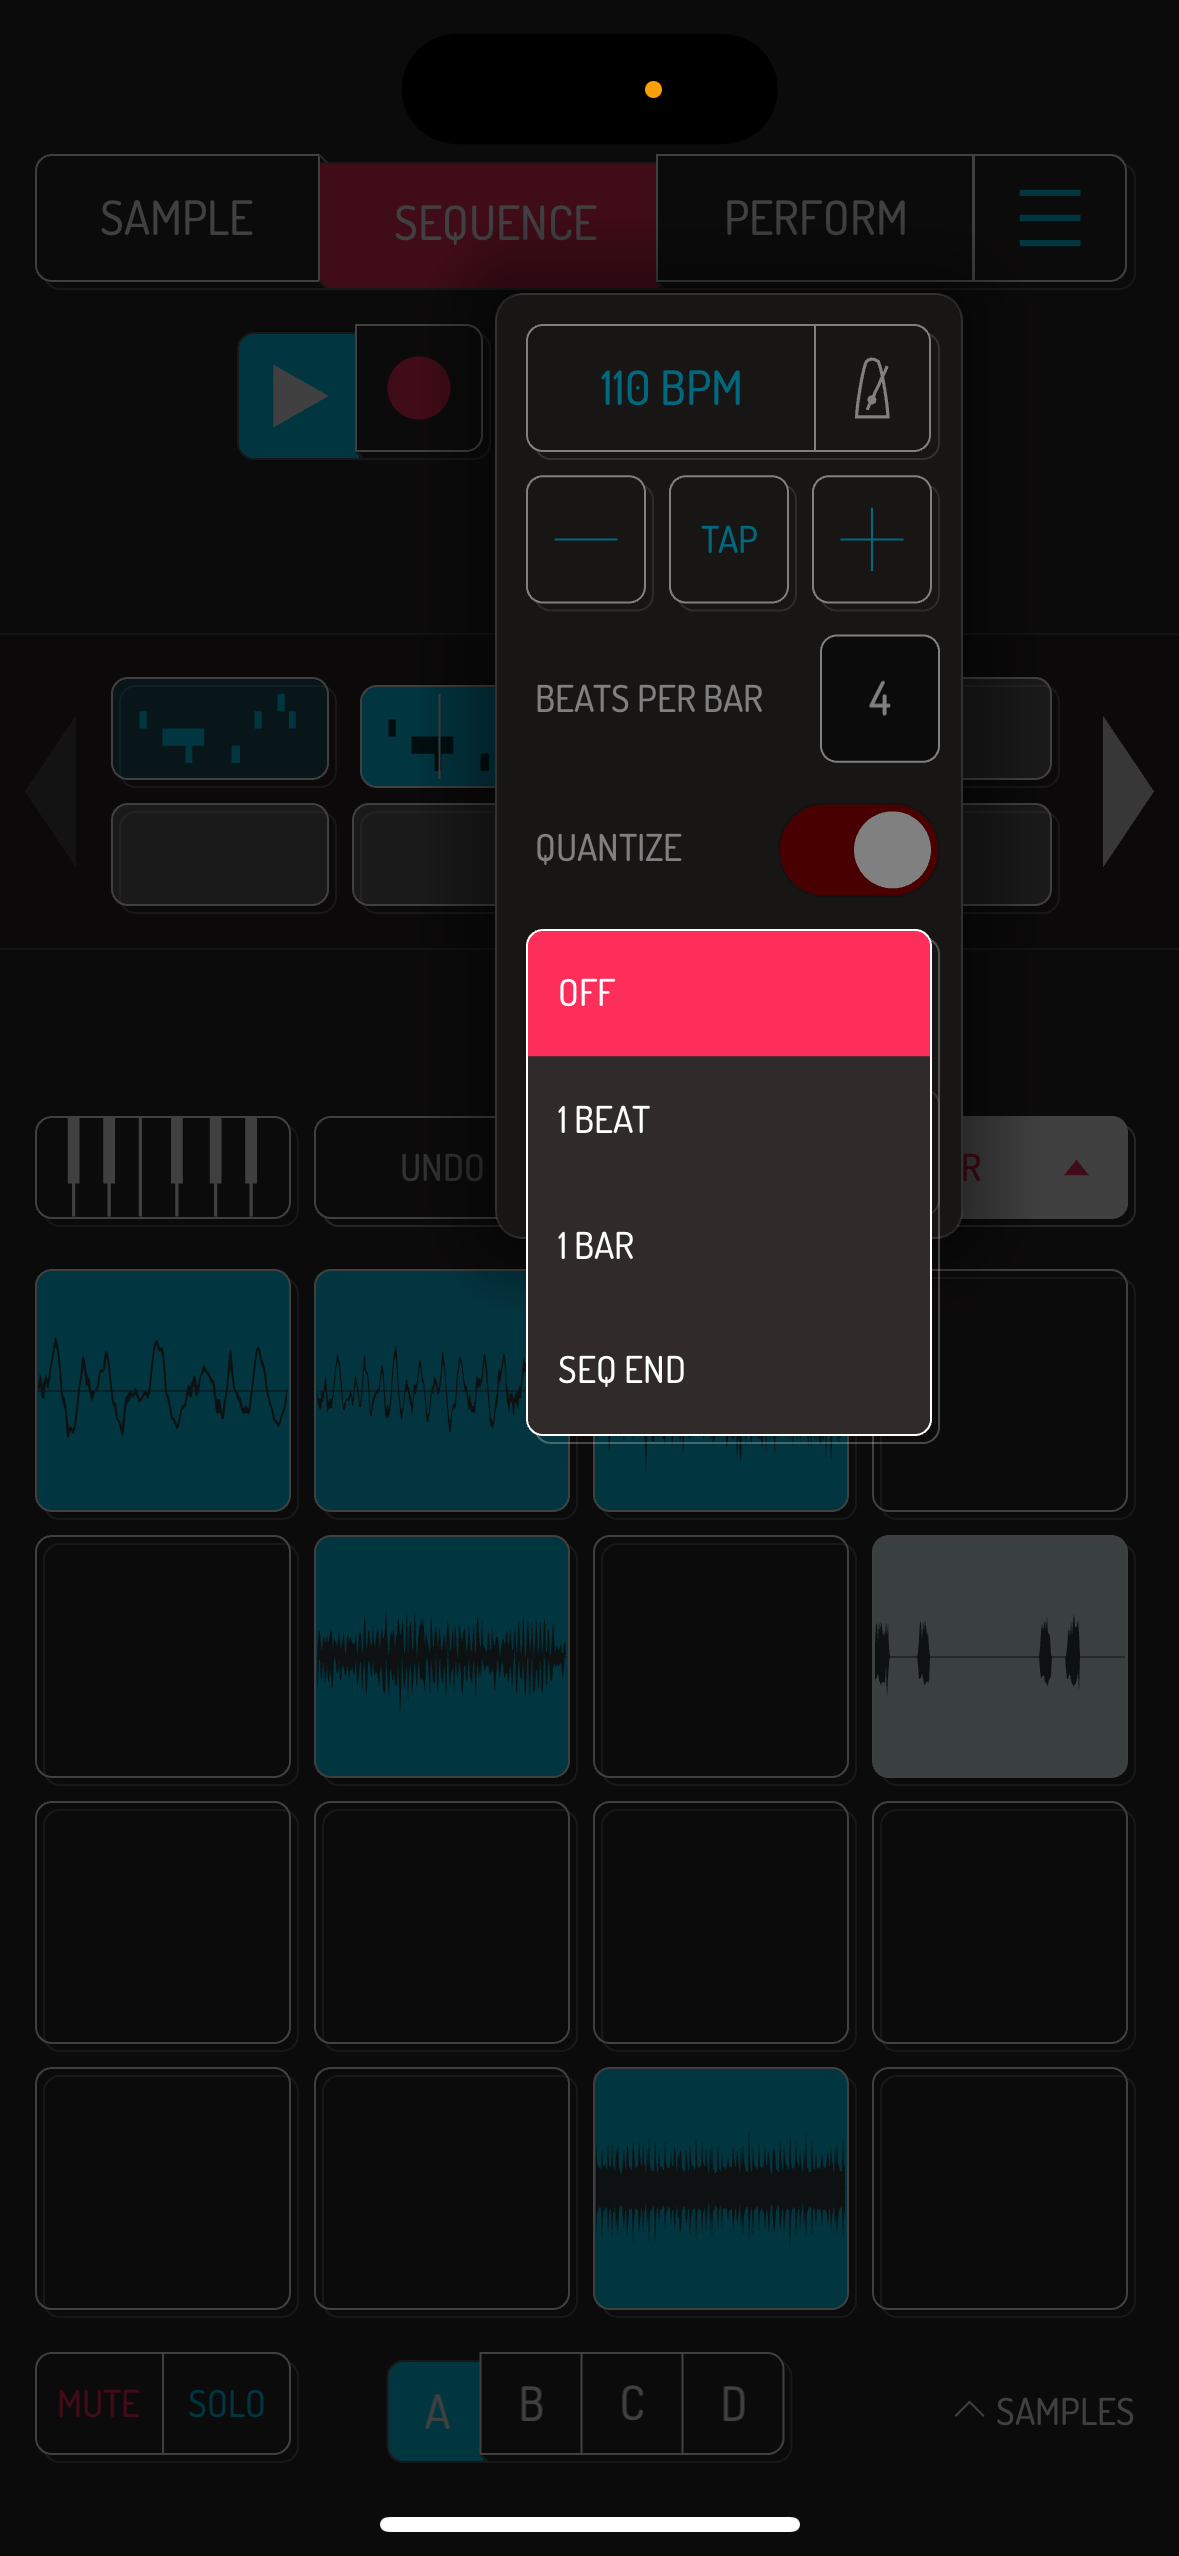 SAMPLE
SEQUENCE
PERFORM
110 BPM
TAP
BEATS PER BAR
4
QUANTIZE
OFF
1 BEAT
1 BAR
SEQ END
UNDO
R
MUTE
SOLO
A
B
C
D
SAMPLES